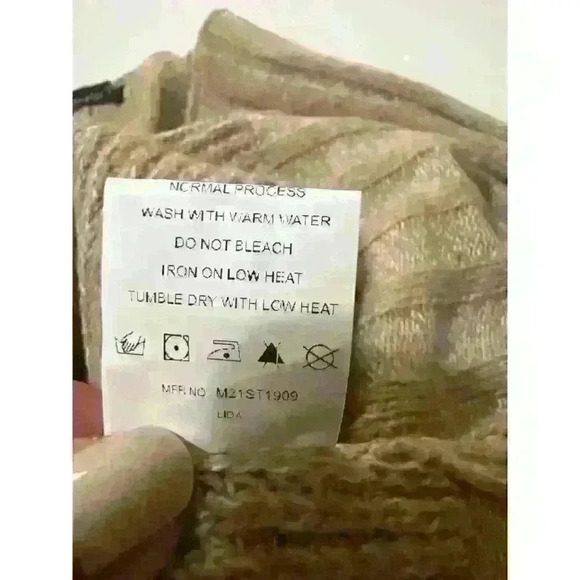 NORMAL PROCESS
WASH WITH WARM WATER
DO NOT BLEACH
IRON ON LOW HEAT
TUMBLE DRY WITH LOW HEAT
MFR NO. M21ST1909
LIDA